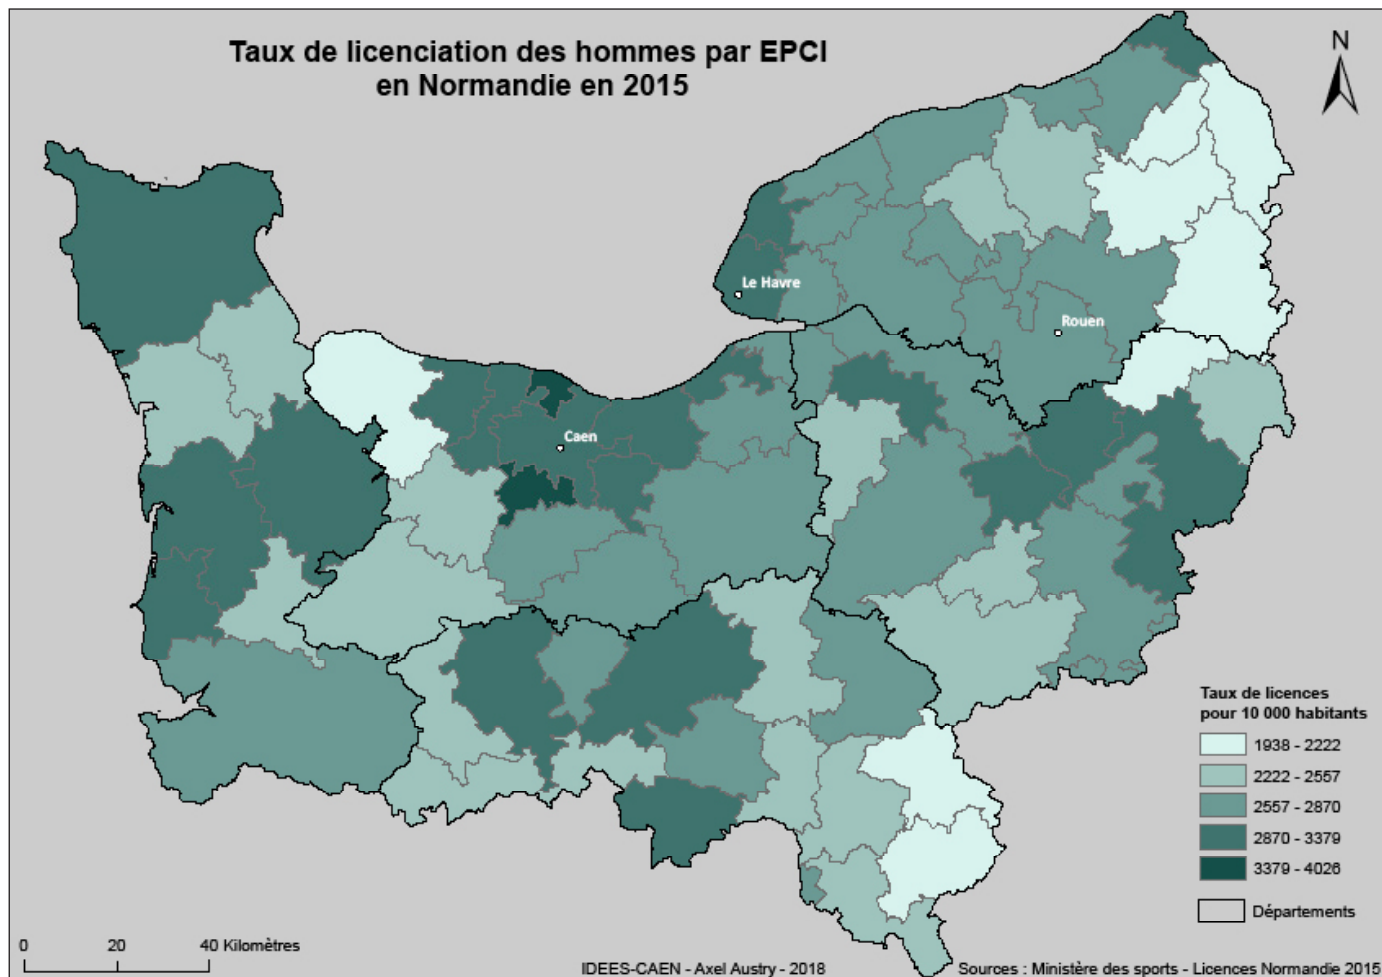 Taux de licenciation des hommes par EPCI
en Normandie en 2015
N
Le Havre
Rouen
Caen
Taux de licences
pour 10 000 habitants
1938 - 2222
2222 - 2557
2557 - 2870
2870 - 3379
3379 - 4026
Départements
0 20 40 Kilomètres
IDEES-CAEN - Axel Austry - 2018
Sources : Ministère des sports - Licences Normandie 2015